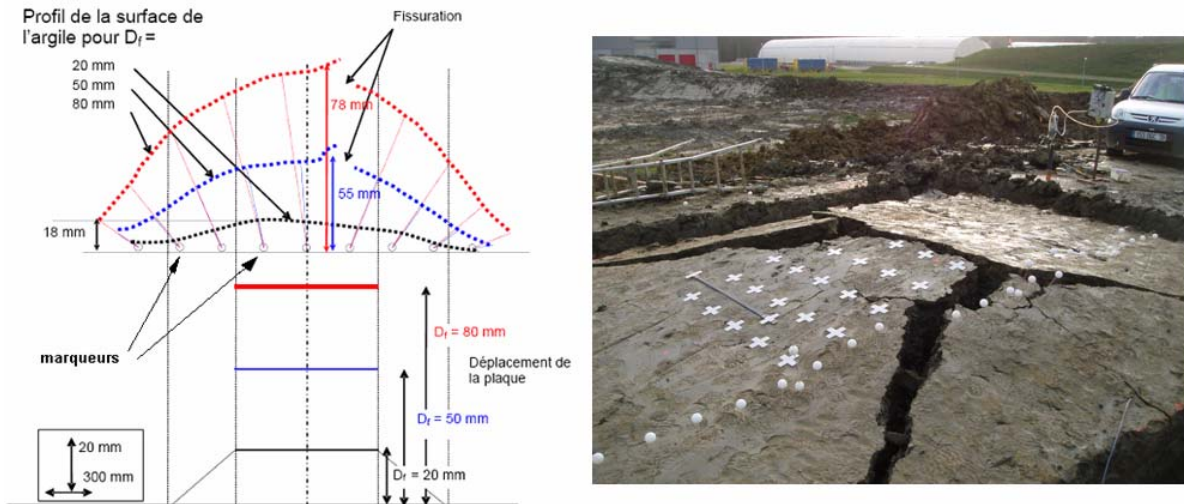 Profil de la surface de
l'argile pour Df =
20 mm
50 mm
80 mm
Fissuration
78 mm
55 mm
18 mm
marqueurs
Df = 80 mm
Déplacement de
la plaque
Df = 50 mm
Df = 20 mm
20 mm
300 mm